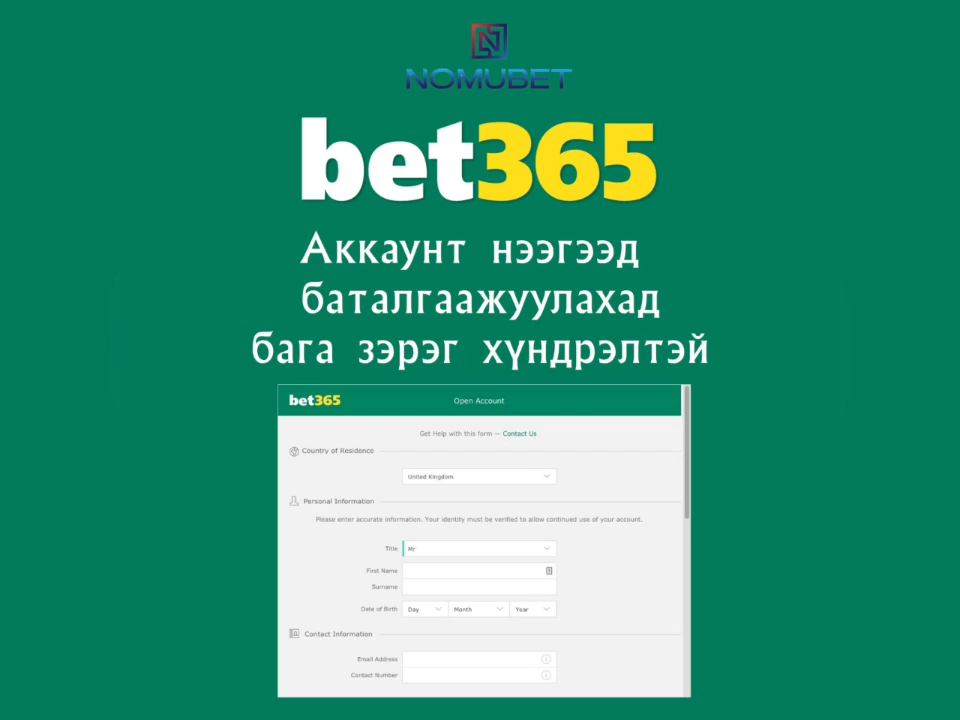 NOMUBET
bet365
Аккаунт нээгээд
баталгаажуулахад
бага зэрэг хүндрэлтэй
bet365
Open Account
Get Help with this form — Contact Us
Country of Residence
United Kingdom
Personal Information
Please enter accurate information. Your identity must be verified to allow continued use of your account.
Title Mr
First Name
Surname
Date of Birth Day Month Year
Contact Information
Email Address
Contact Number